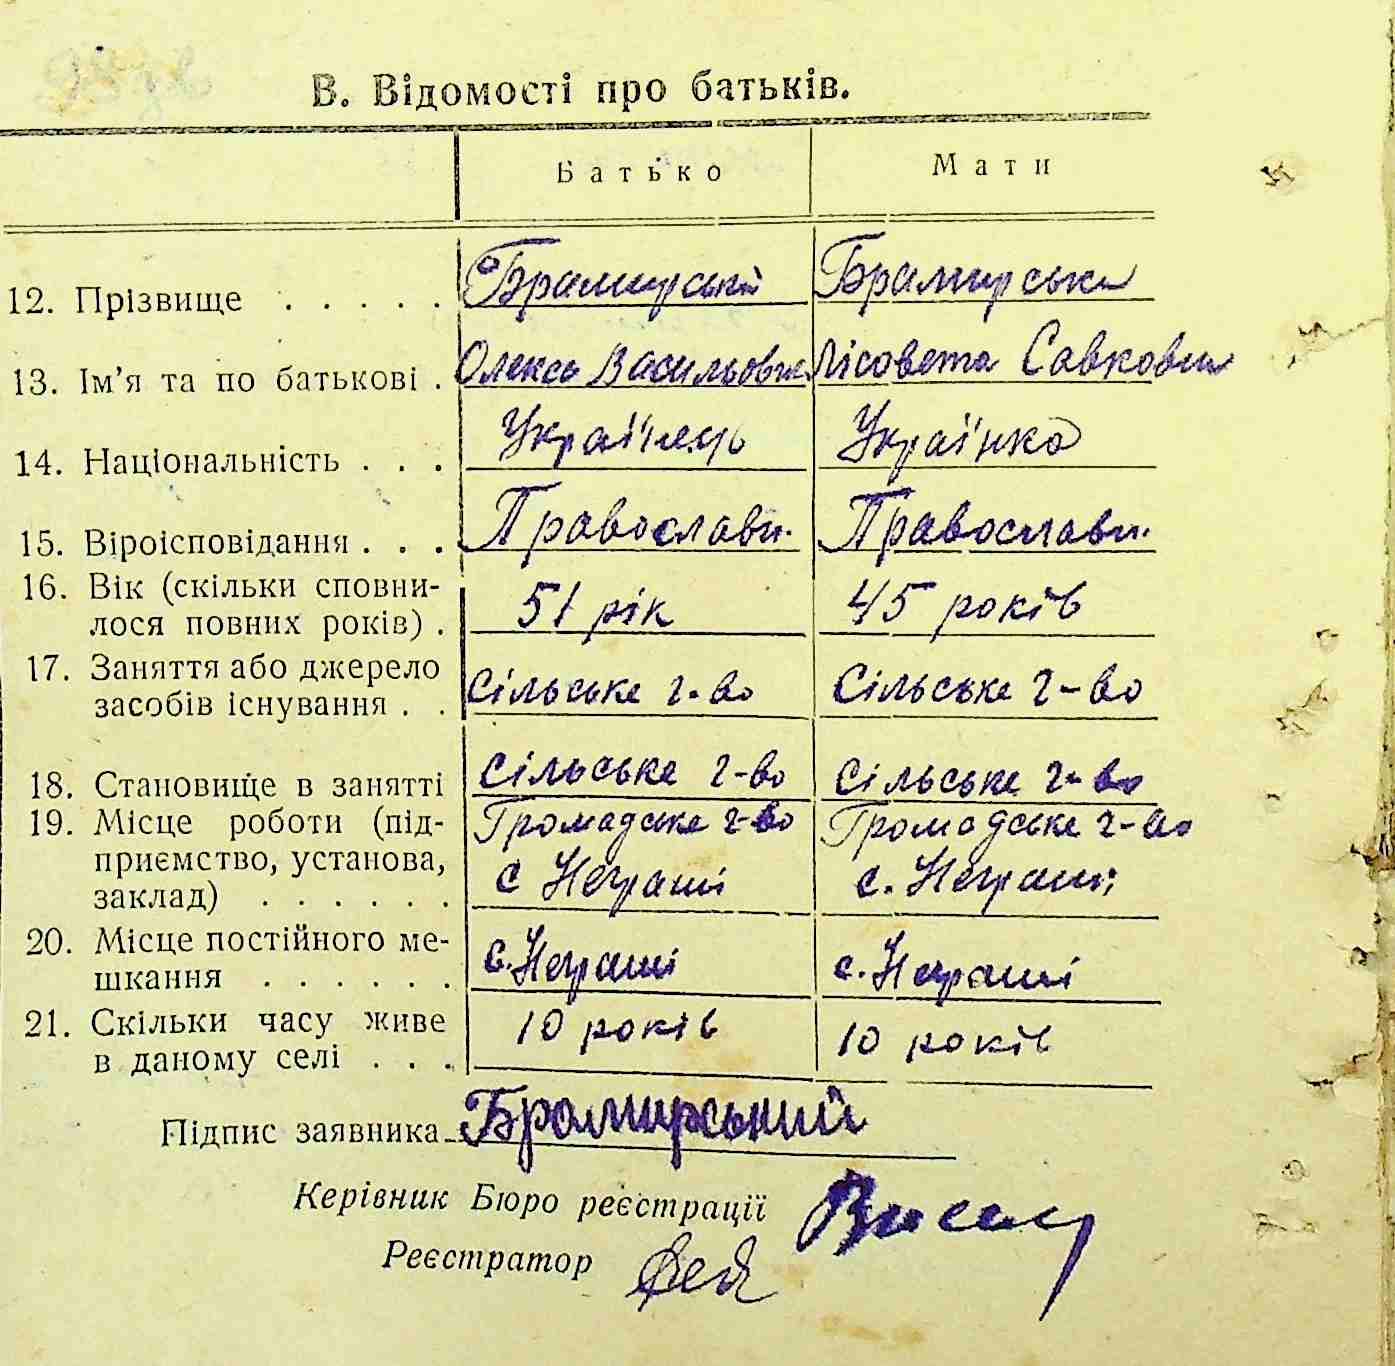 В. Відомості про батьків.
Батько Мати
12. Прізвище . . . . . Брамирський Брамирська
13. Ім’я та по батькові . Олекса Васильович Лісовета Савковна
14. Національність . . . Українець Українка
15. Віроісповідання . . . Православн. Православн.
16. Вік (скільки сповни-
лося повних років) . 51 рік 45 років
17. Заняття або джерело
засобів існування . . Сільське г-во Сільське г-во
18. Становище в занятті Сільське г-во Сільське г-во
19. Місце роботи (під- Громадське г-во Громадське г-во
приємство, установа, с Неграші с. Неграші
заклад) . . . . . .
20. Місце постійного ме-
шкання . . . . . . с. Неграші с. Неграші
21. Скільки часу живе 10 років 10 років
в даному селі . . .
Підпис заявника Брамирський
Керівник Бюро реєстрації
Реєстратор